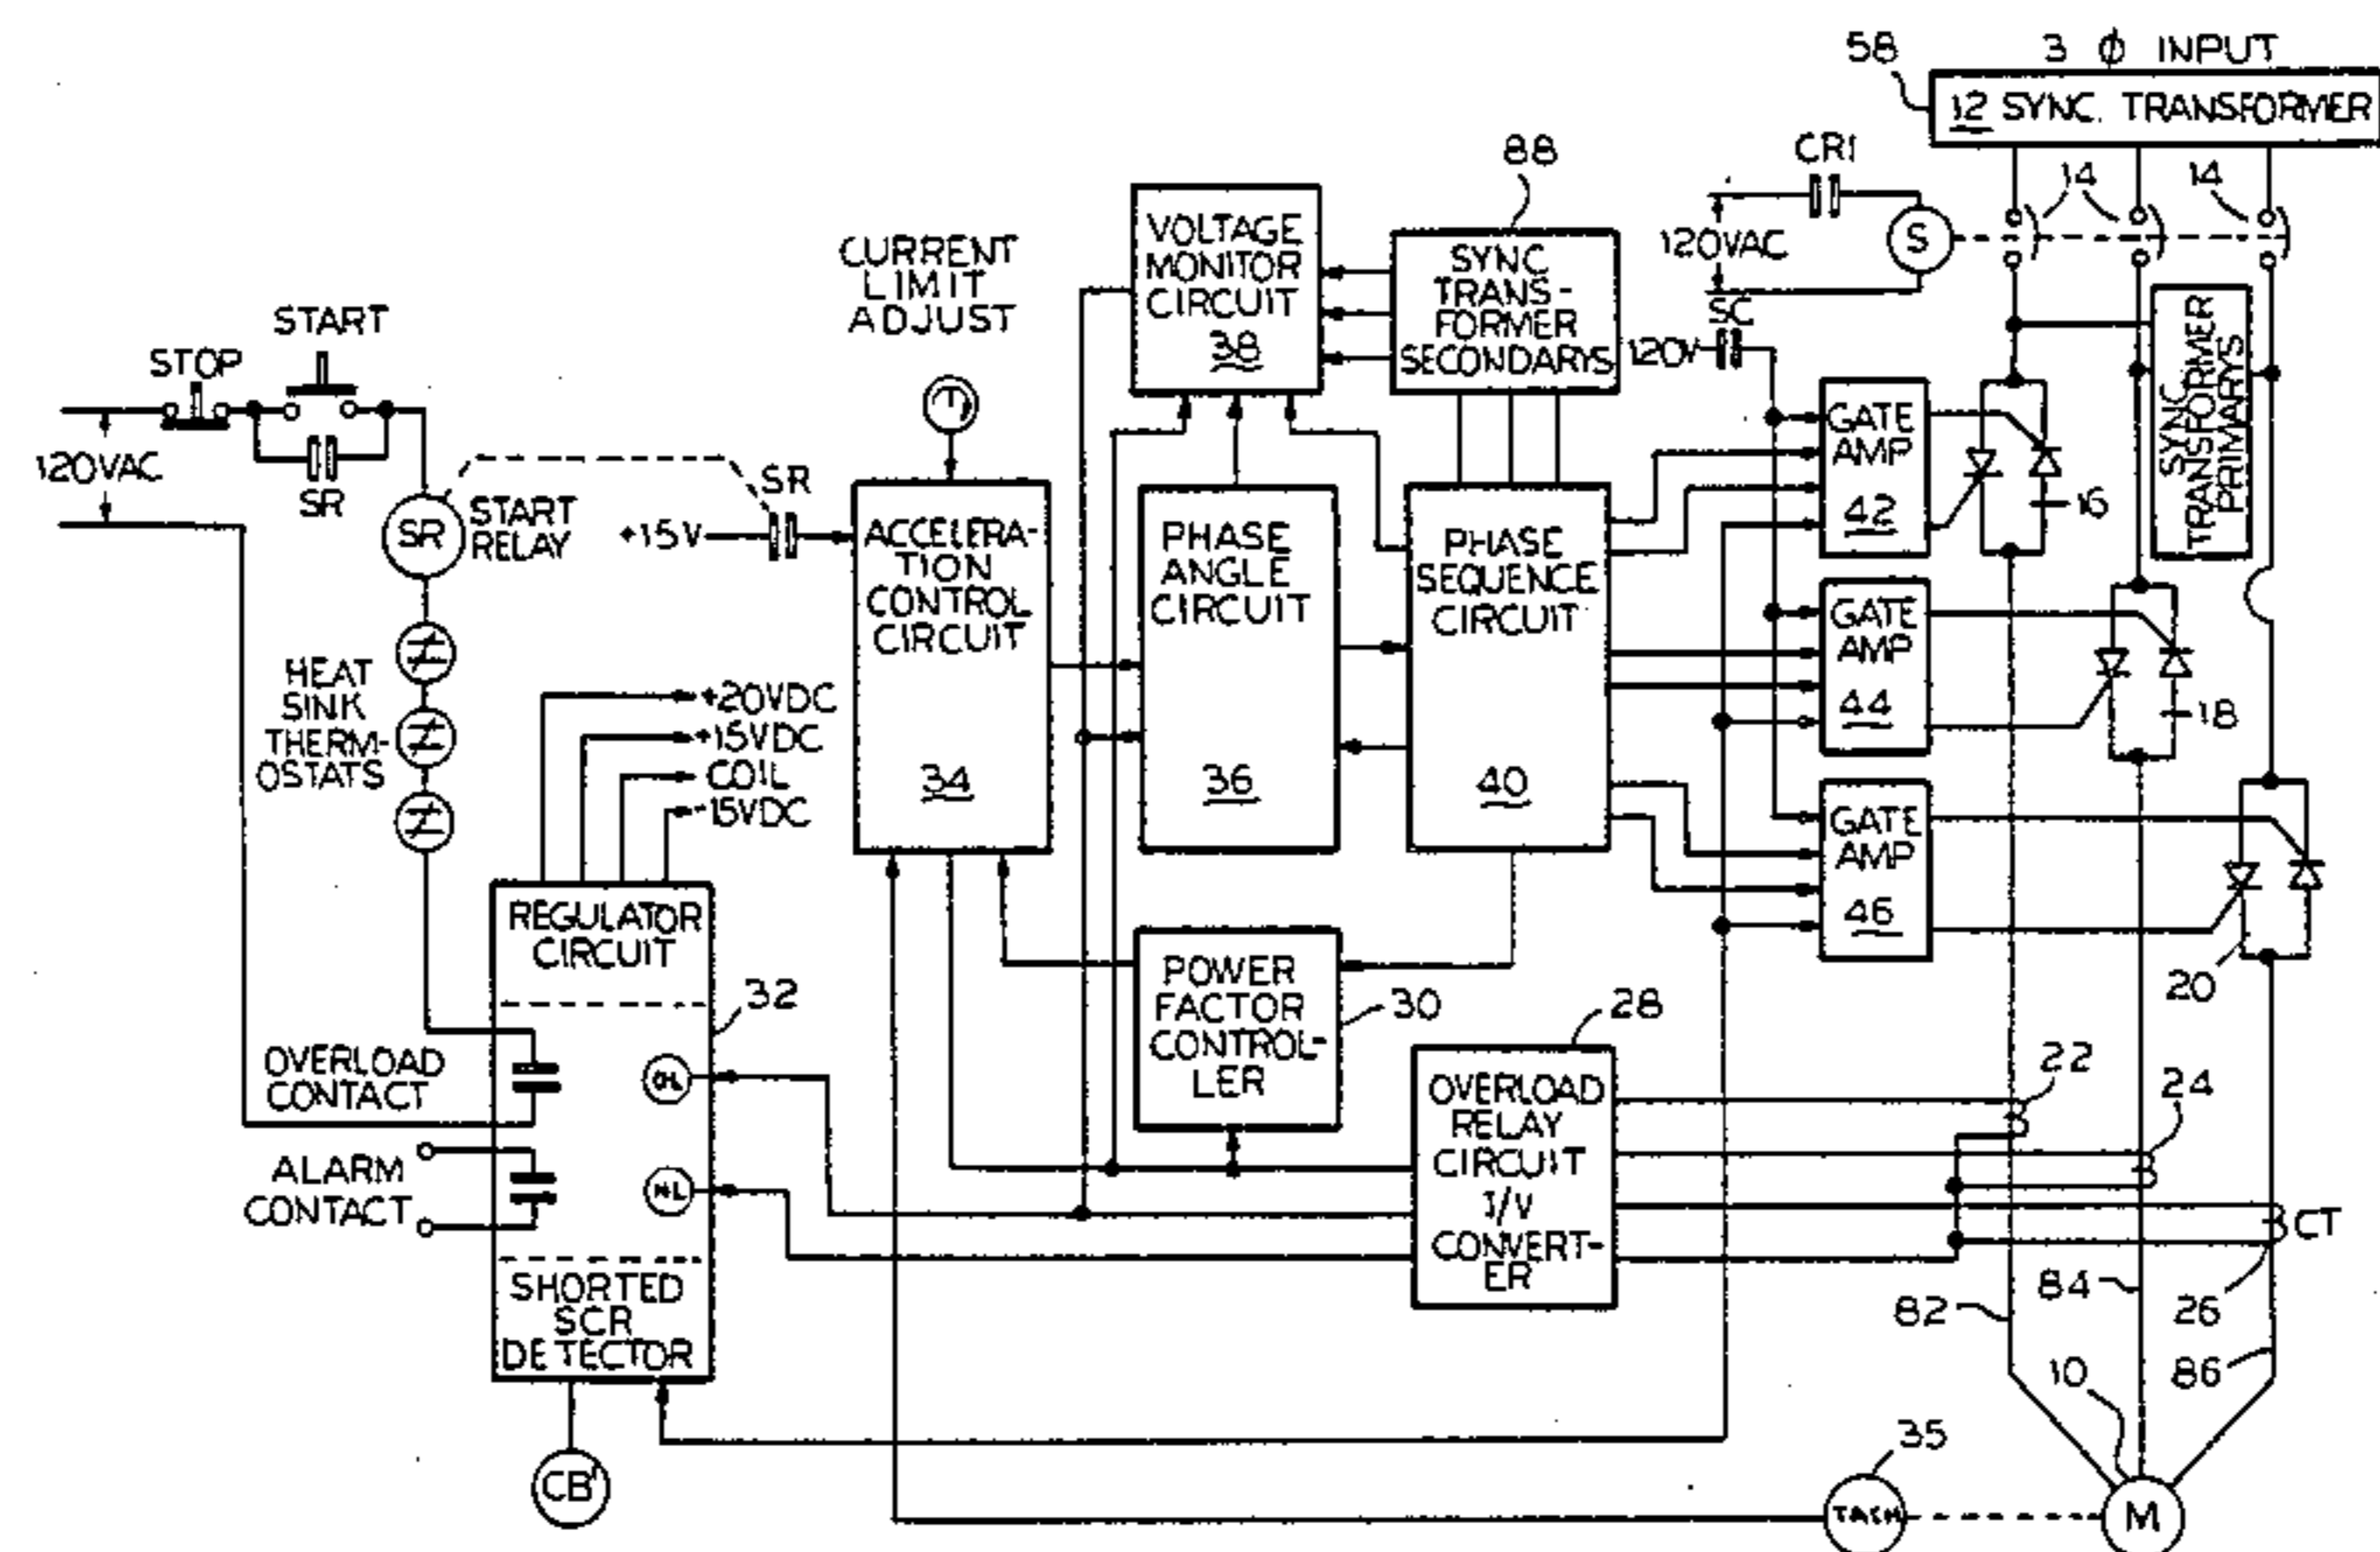 58
3 ϕ INPUT
12 SYNC. TRANSFORMER
14
14
CR1
120VAC
S
SC
120V
SYNC
TRANSFORMER
PRIMARYS
88
SYNC
TRANS-
FORMER
SECONDARYS
VOLTAGE
MONITOR
CIRCUIT
38
CURRENT
LIMIT
ADJUST
START
STOP
120VAC
SR
SR
START
RELAY
+15V
SR
HEAT
SINK
THERM-
OSTATS
+20VDC
+15VDC
COIL
-15VDC
ACCELERA-
TION
CONTROL
CIRCUIT
34
PHASE
ANGLE
CIRCUIT
36
PHASE
SEQUENCE
CIRCUIT
40
GATE
AMP
42
16
GATE
AMP
44
18
GATE
AMP
46
20
REGULATOR
CIRCUIT
32
OVERLOAD
CONTACT
ALARM
CONTACT
SHORTED
SCR
DETECTOR
POWER
FACTOR
CONTROL-
LER
30
28
OVERLOAD
RELAY
CIRCUIT
I/V
CONVERT-
ER
22
24
CT
26
82
84
86
10
35
TACH
M